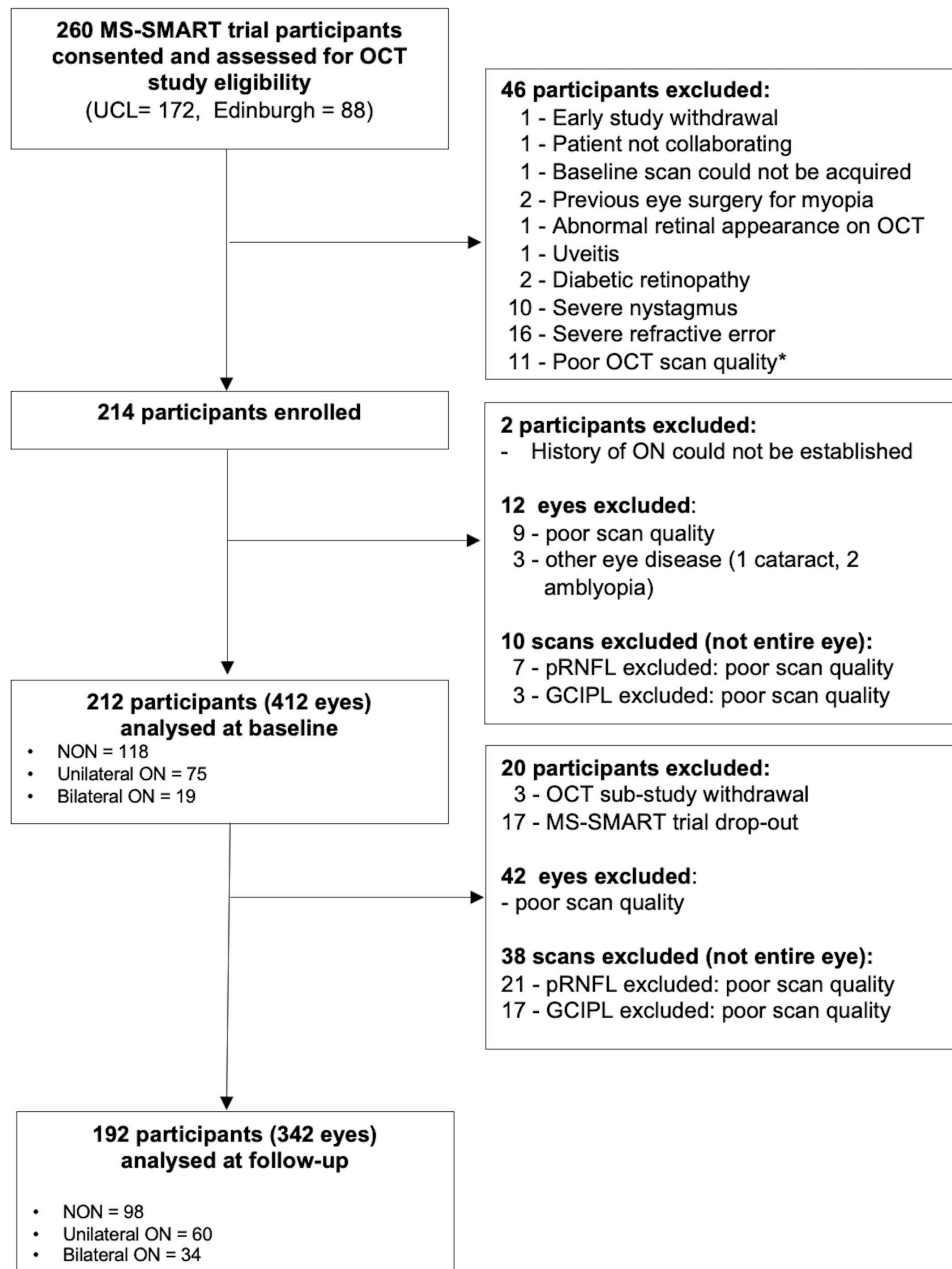 260 MS-SMART trial participants
consented and assessed for OCT
study eligibility
(UCL= 172, Edinburgh = 88)
46 participants excluded:
1 - Early study withdrawal
1 - Patient not collaborating
1 - Baseline scan could not be acquired
2 - Previous eye surgery for myopia
1 - Abnormal retinal appearance on OCT
1 - Uveitis
2 - Diabetic retinopathy
10 - Severe nystagmus
16 - Severe refractive error
11 - Poor OCT scan quality*
214 participants enrolled
2 participants excluded:
- History of ON could not be established
12 eyes excluded:
9 - poor scan quality
3 - other eye disease (1 cataract, 2
amblyopia)
10 scans excluded (not entire eye):
7 - pRNFL excluded: poor scan quality
3 - GCIPL excluded: poor scan quality
212 participants (412 eyes)
analysed at baseline
• NON = 118
• Unilateral ON = 75
• Bilateral ON = 19
20 participants excluded:
3 - OCT sub-study withdrawal
17 - MS-SMART trial drop-out
42 eyes excluded:
- poor scan quality
38 scans excluded (not entire eye):
21 - pRNFL excluded: poor scan quality
17 - GCIPL excluded: poor scan quality
192 participants (342 eyes)
analysed at follow-up
• NON = 98
• Unilateral ON = 60
• Bilateral ON = 34